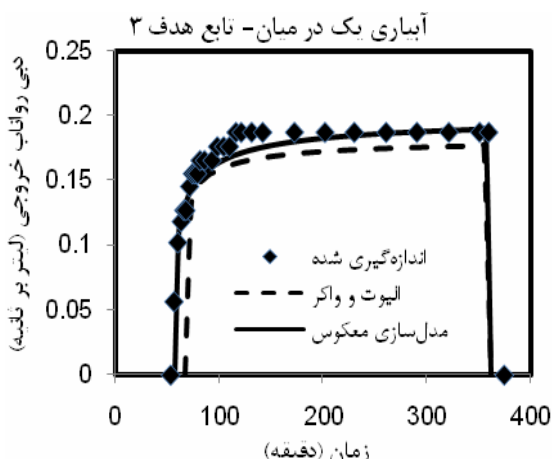 آبیاری یک در میان- تابع هدف ۳
دبی رواناب خروجی (لیتر بر ثانیه)
0.25
0.2
0.15
0.1
0.05
0
اندازه‌گیری شده
الیوت و واکر
مدل‌سازی معکوس
0 100 200 300 400
زمان (دقیقه)